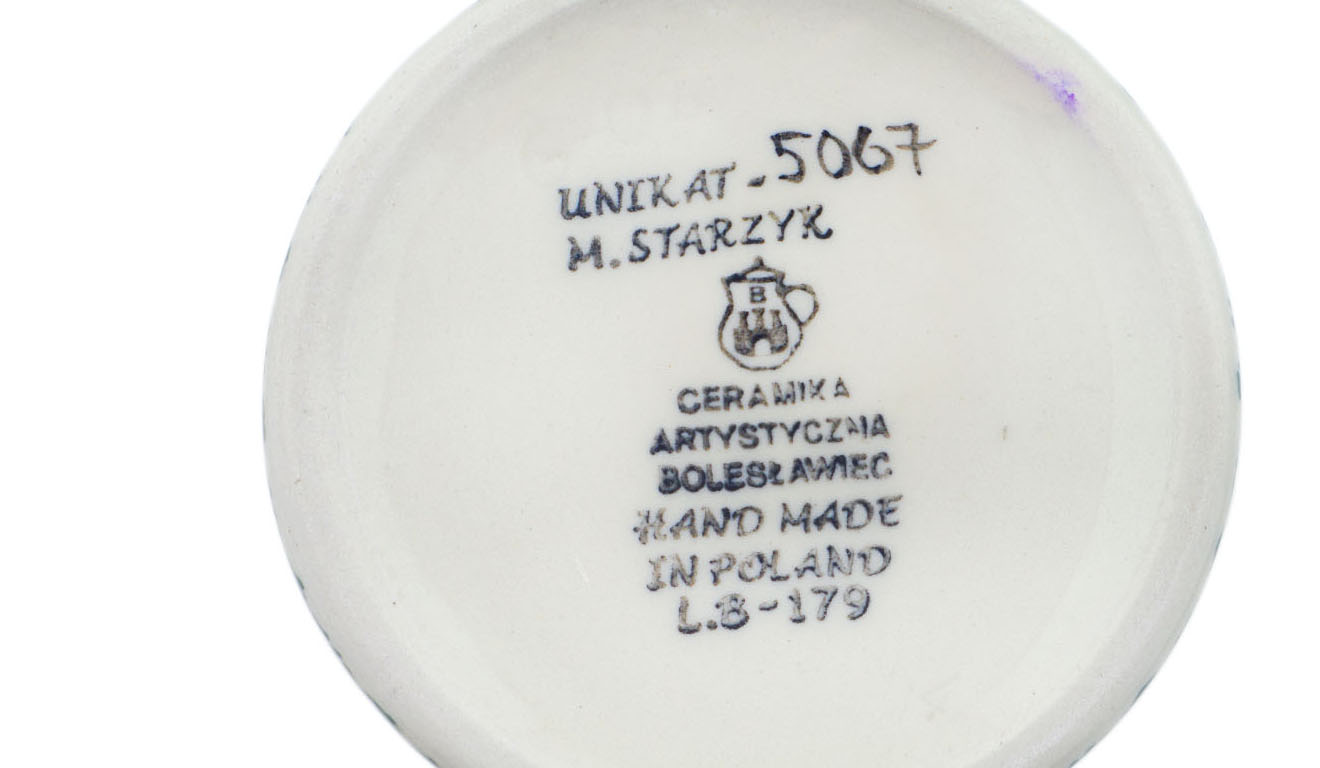 UNIKAT-5067
M.STARZYK
B
CERAMIKA
ARTYSTYCZNA
BOLESŁAWIEC
HAND MADE
IN POLAND
L.B-179